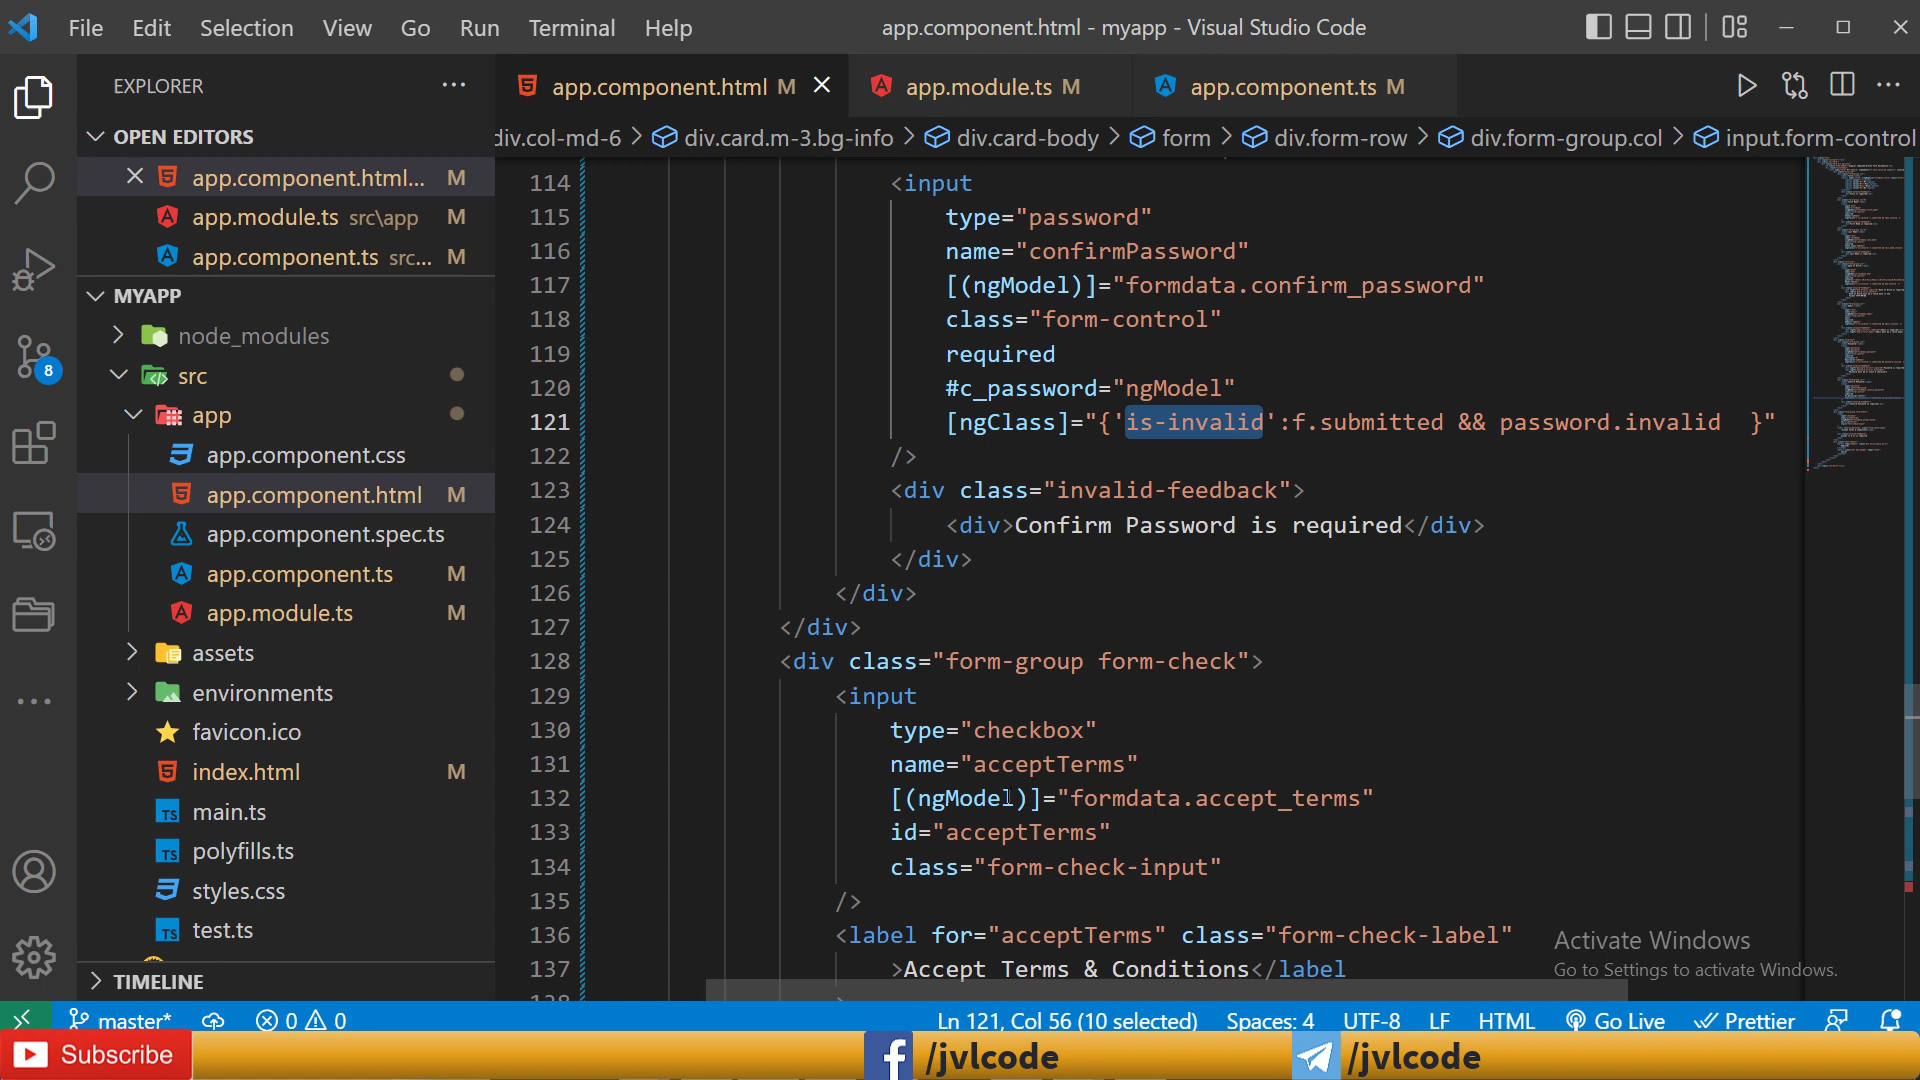 File Edit Selection View Go Run Terminal Help
app.component.html - myapp - Visual Studio Code
EXPLORER
app.component.html M
app.module.ts M
app.component.ts M
div.col-md-6 > div.card.m-3.bg-info > div.card-body > form > div.form-row > div.form-group.col > input.form-control
OPEN EDITORS
app.component.html... M
app.module.ts src\app M
app.component.ts src... M
MYAPP
node_modules
src
app
app.component.css
app.component.html M
app.component.spec.ts
app.component.ts M
app.module.ts M
assets
environments
favicon.ico
index.html M
TS main.ts
TS polyfills.ts
styles.css
TS test.ts
TIMELINE
8
114 <input
115 type="password"
116 name="confirmPassword"
117 [(ngModel)]="formdata.confirm_password"
118 class="form-control"
119 required
120 #c_password="ngModel"
121 [ngClass]="{'is-invalid':f.submitted && password.invalid  }"
122 />
123 <div class="invalid-feedback">
124 <div>Confirm Password is required</div>
125 </div>
126 </div>
127 </div>
128 <div class="form-group form-check">
129 <input
130 type="checkbox"
131 name="acceptTerms"
132 [(ngModel)]="formdata.accept_terms"
133 id="acceptTerms"
134 class="form-check-input"
135 />
136 <label for="acceptTerms" class="form-check-label"
137 >Accept Terms & Conditions</label
Activate Windows
Go to Settings to activate Windows.
master* 0 0
Ln 121, Col 56 (10 selected) Spaces: 4 UTF-8 LF HTML Go Live Prettier
Subscribe
/jvlcode
/jvlcode